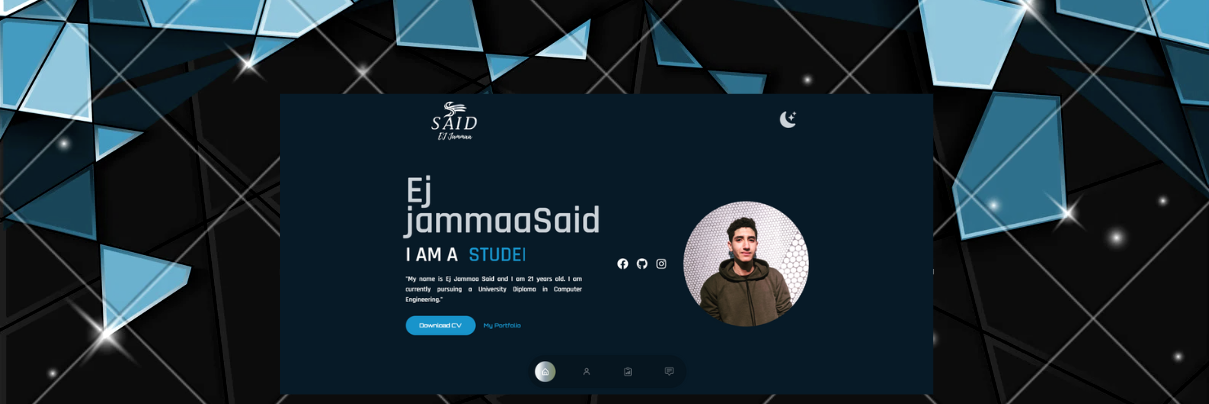 SAID
EJ Jammaa
Ej
jammaaSaid
I AM A STUDEI
"My name is Ej Jammaa Said and I am 21 years old. I am
currently pursuing a University Diploma in Computer
Engineering."
Download CV My Portfolio